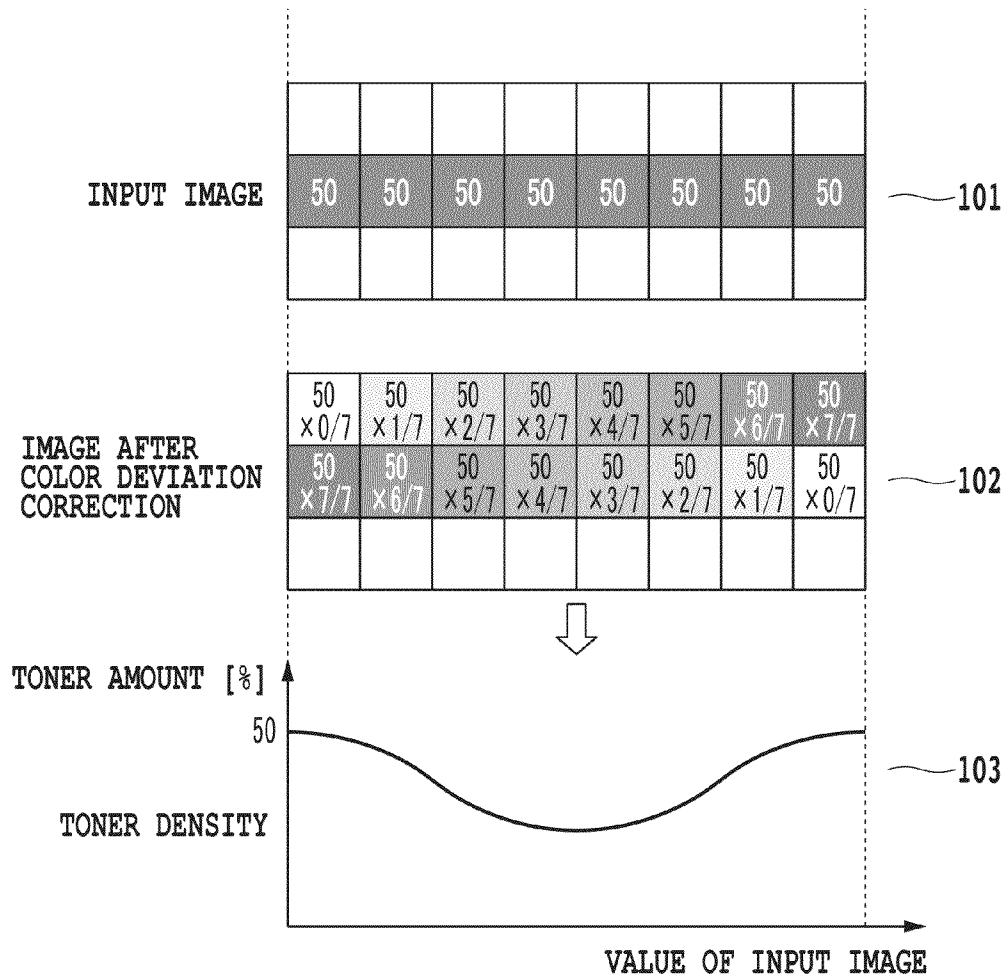 INPUT IMAGE
50 50 50 50 50 50 50 50
101
50 50 50 50 50 50 50 50
×0/7 ×1/7 ×2/7 ×3/7 ×4/7 ×5/7 ×6/7 ×7/7
IMAGE AFTER
COLOR DEVIATION
CORRECTION
50 50 50 50 50 50 50 50
×7/7 ×6/7 ×5/7 ×4/7 ×3/7 ×2/7 ×1/7 ×0/7
102
TONER AMOUNT [%]
50
103
TONER DENSITY
VALUE OF INPUT IMAGE